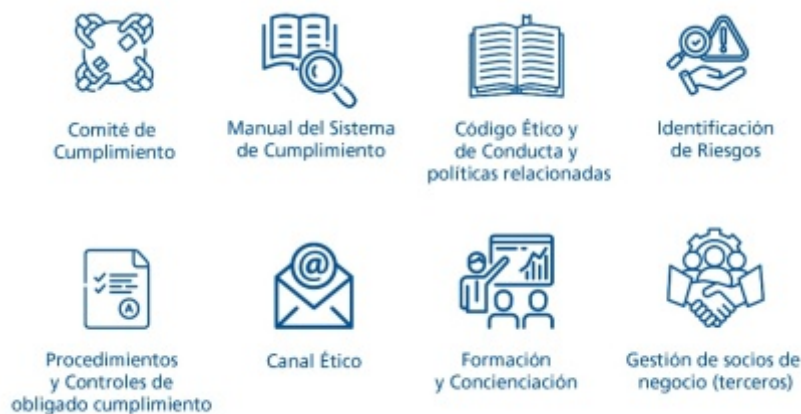 Comité de
Cumplimiento
Manual del Sistema
de Cumplimiento
Código Ético y
de Conducta y
políticas relacionadas
Identificación
de Riesgos
Procedimientos
y Controles de
obligado cumplimiento
@
Canal Ético
Formación
y Concienciación
Gestión de socios de
negocio (terceros)